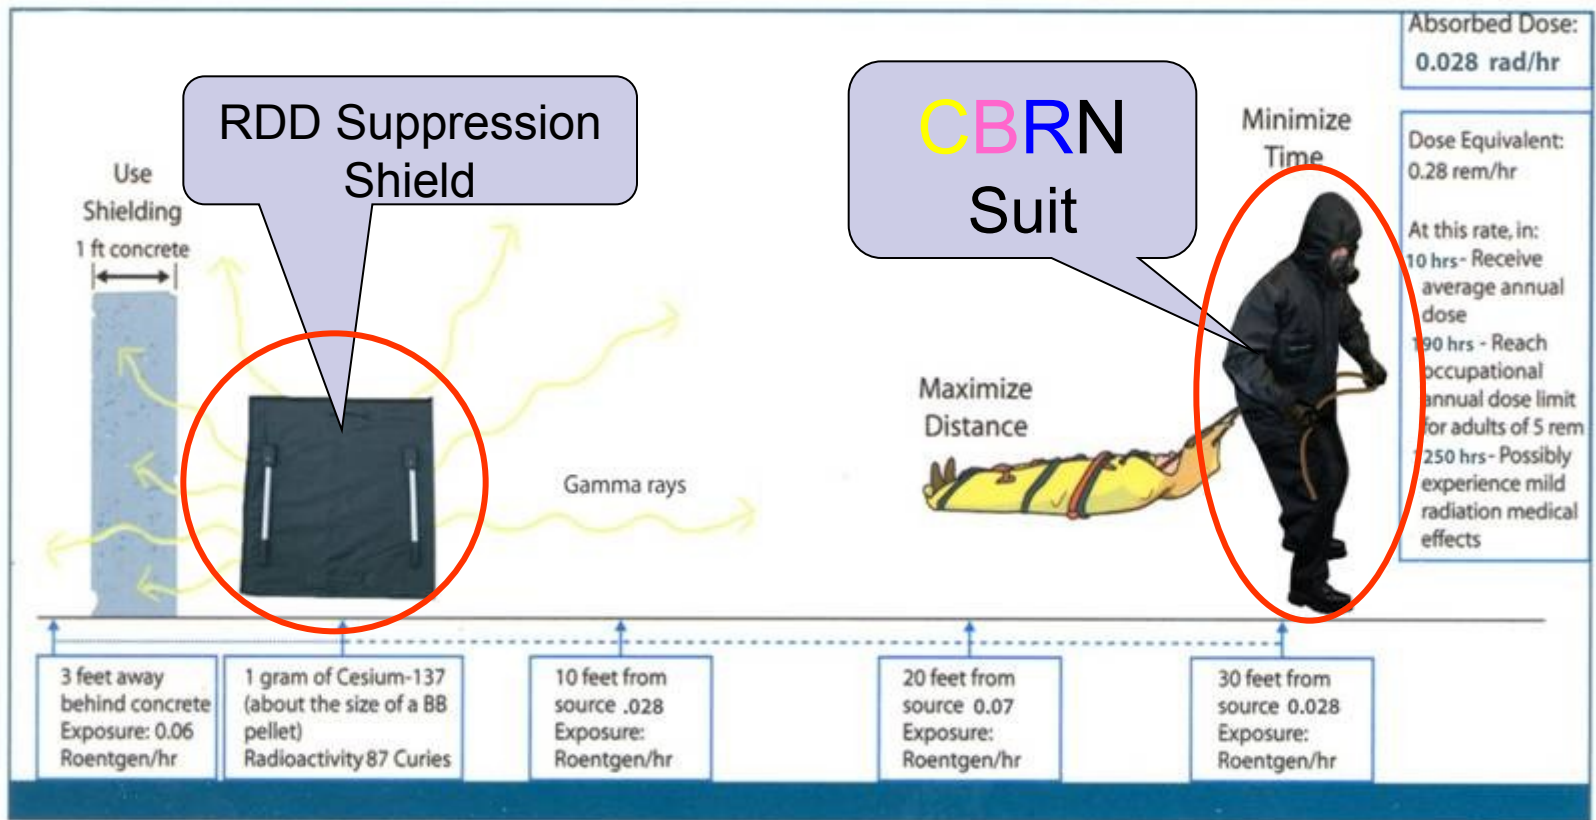 RDD Suppression
Shield
CBRN
Suit
Use
Shielding
1 ft concrete
Minimize
Time
Maximize
Distance
Gamma rays
Absorbed Dose:
0.028 rad/hr
Dose Equivalent:
0.28 rem/hr
At this rate, in:
10 hrs- Receive
average annual
dose
190 hrs - Reach
occupational
annual dose limit
for adults of 5 rem
250 hrs- Possibly
experience mild
radiation medical
effects
3 feet away
behind concrete
Exposure: 0.06
Roentgen/hr
1 gram of Cesium-137
(about the size of a BB
pellet)
Radioactivity 87 Curies
10 feet from
source .028
Exposure:
Roentgen/hr
20 feet from
source 0.07
Exposure:
Roentgen/hr
30 feet from
source 0.028
Exposure:
Roentgen/hr